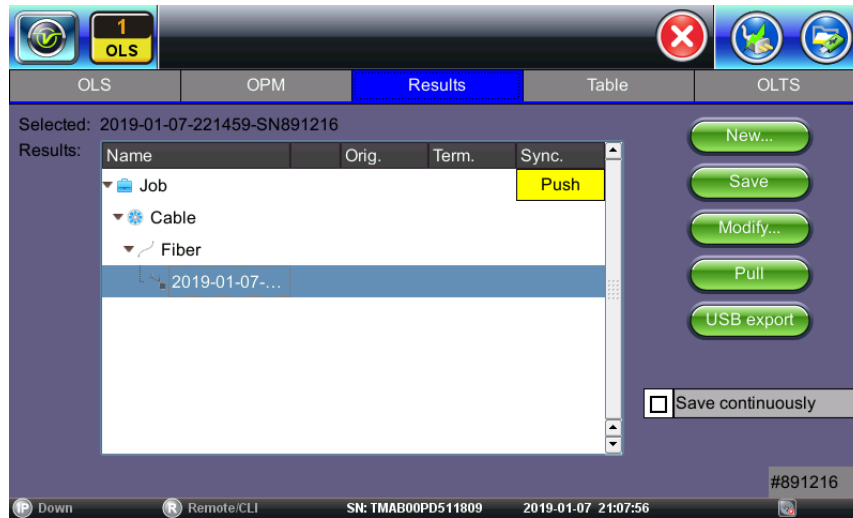 1
OLS
OLS OPM Results Table OLTS
Selected: 2019-01-07-221459-SN891216
Results:
Name Orig. Term. Sync.
Job Push
Cable
Fiber
2019-01-07-...
New...
Save
Modify...
Pull
USB export
Save continuously
#891216
IP Down R Remote/CLI SN: TMAB00PD511809 2019-01-07 21:07:56